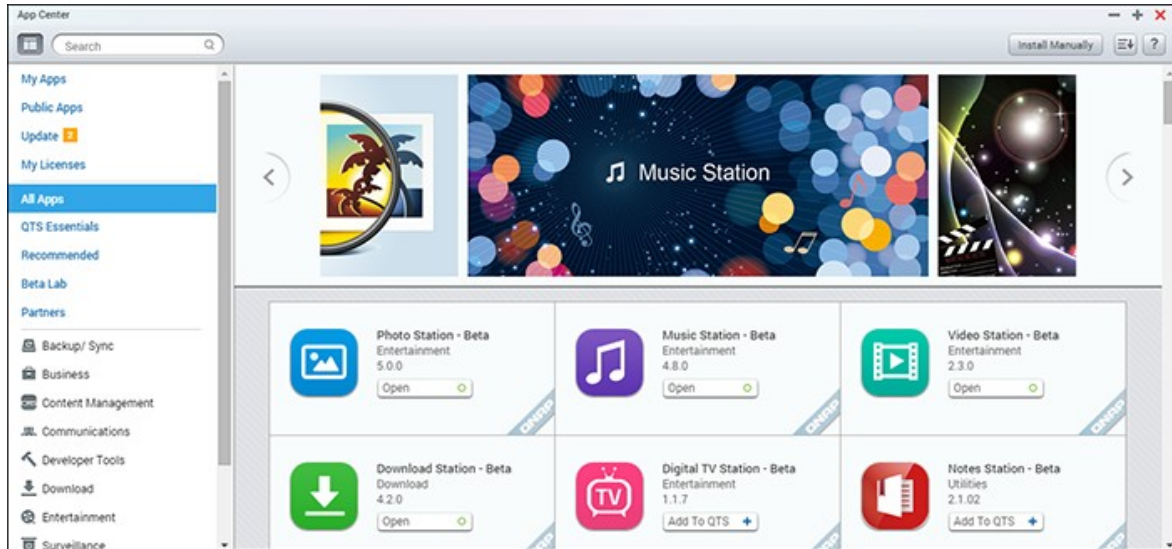 App Center
Search
Install Manually
?
My Apps
Public Apps
Update 2
My Licenses
All Apps
QTS Essentials
Recommended
Beta Lab
Partners
Backup/ Sync
Business
Content Management
Communications
Developer Tools
Download
Entertainment
Surveillance
Music Station
Photo Station - Beta
Entertainment
5.0.0
Open
QNAP
Music Station - Beta
Entertainment
4.8.0
Open
QNAP
Video Station - Beta
Entertainment
2.3.0
Open
QNAP
Download Station - Beta
Download
4.2.0
Open
TV
Digital TV Station - Beta
Entertainment
1.1.7
Add To QTS +
Notes Station - Beta
Utilities
2.1.02
Add To QTS +